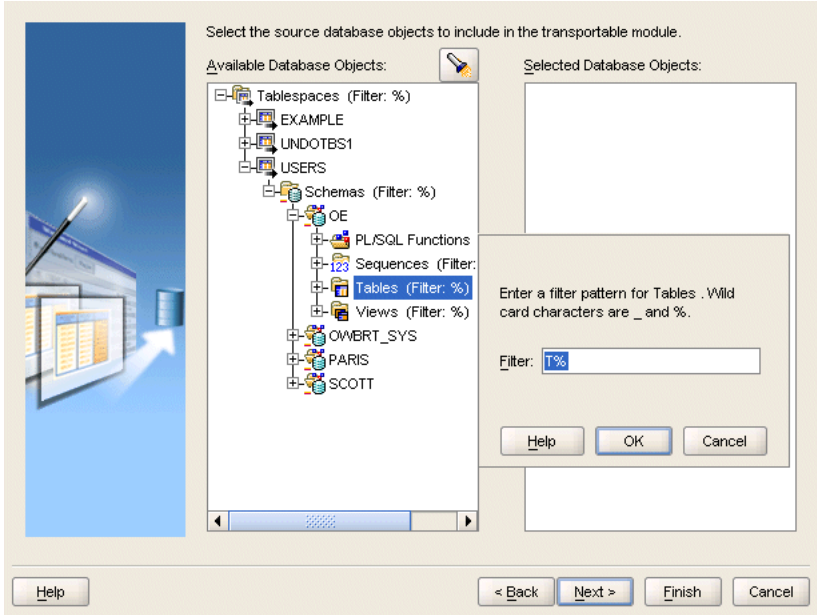 Select the source database objects to include in the transportable module.
Available Database Objects:
Selected Database Objects:
Tablespaces (Filter: %)
EXAMPLE
UNDOTBS1
USERS
Schemas (Filter: %)
OE
PL/SQL Functions
123 Sequences (Filter:
Tables (Filter: %)
Views (Filter: %)
OWBRT_SYS
PARIS
SCOTT
Enter a filter pattern for Tables . Wild
card characters are _ and %.
Filter: T%
Help OK Cancel
Help < Back Next > Finish Cancel